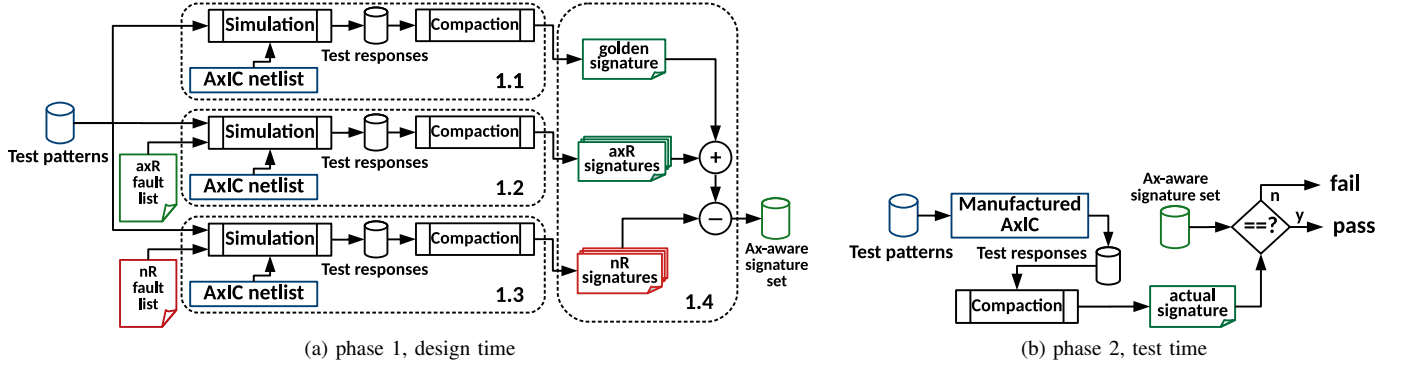 Simulation
Compaction
Test responses
AxIC netlist
1.1
golden
signature
Test patterns
Simulation
Compaction
Test responses
AxIC netlist
1.2
axR
fault
list
axR
signatures
+
−
Simulation
Compaction
Test responses
AxIC netlist
1.3
nR
fault
list
nR
signatures
1.4
Ax-aware
signature
set
(a) phase 1, design time
Test patterns
Manufactured
AxIC
Test responses
Compaction
actual
signature
Ax-aware
signature set
==?
n
fail
y
pass
(b) phase 2, test time